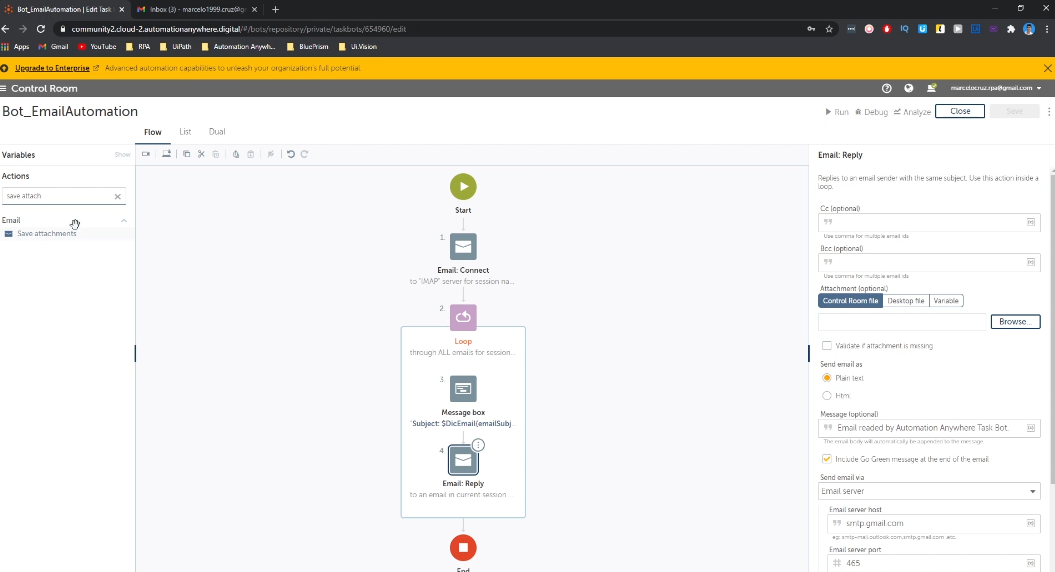 Bot_EmailAutomation | Edit Task
Inbox (3) - marcelo1999.cruz@g
community2.cloud-2.automationanywhere.digital/#/bots/repository/private/taskbots/654960/edit
Apps
Gmail
YouTube
RPA
UiPath
Automation Anywh...
BluePrism
Ui.Vision
Upgrade to Enterprise
Advanced automation capabilities to unleash your organization's full potential.
Control Room
marcelocruz.rpa@gmail.com
Bot_EmailAutomation
Run
Debug
Analyze
Close
Save
Flow
List
Dual
Variables
Show
Actions
save attach
Email
Save attachments
Start
1.
Email: Connect
to "IMAP" server for session na...
2.
Loop
through ALL emails for session...
3.
Message box
"Subject: $DicEmail{emailSubj...
4.
Email: Reply
to an email in current session...
End
Email: Reply
Replies to an email sender with the same subject. Use this action inside a
loop.
Cc (optional)
Use comma for multiple email ids
Bcc (optional)
Use comma for multiple email ids
Attachment (optional)
Control Room file
Desktop file
Variable
Browse...
Validate if attachment is missing
Send email as
Plain text
Html
Message (optional)
Email readed by Automation Anywhere Task Bot.
The email body will automatically be appended to the message
Include Go Green message at the end of the email
Send email via
Email server
Email server host
smtp.gmail.com
eg: smtp-mail.outlook.com,smtp.gmail.com ,etc.
Email server port
465